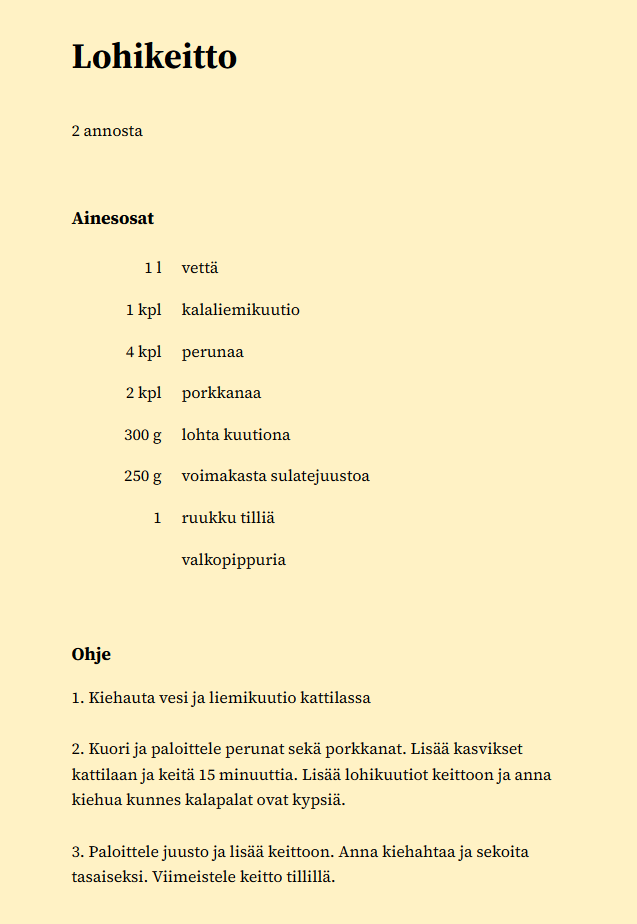 Lohikeitto
2 annosta
Ainesosat
1 l vettä
1 kpl kalaliemikuutio
4 kpl perunaa
2 kpl porkkanaa
300 g lohta kuutiona
250 g voimakasta sulatejuustoa
1 ruukku tilliä
valkopippuria
Ohje
1. Kiehauta vesi ja liemikuutio kattilassa
2. Kuori ja paloittele perunat sekä porkkanat. Lisää kasvikset
kattilaan ja keitä 15 minuuttia. Lisää lohikuutiot keittoon ja anna
kiehua kunnes kalapalat ovat kypsiä.
3. Paloittele juusto ja lisää keittoon. Anna kiehahtaa ja sekoita
tasaiseksi. Viimeistele keitto tillillä.